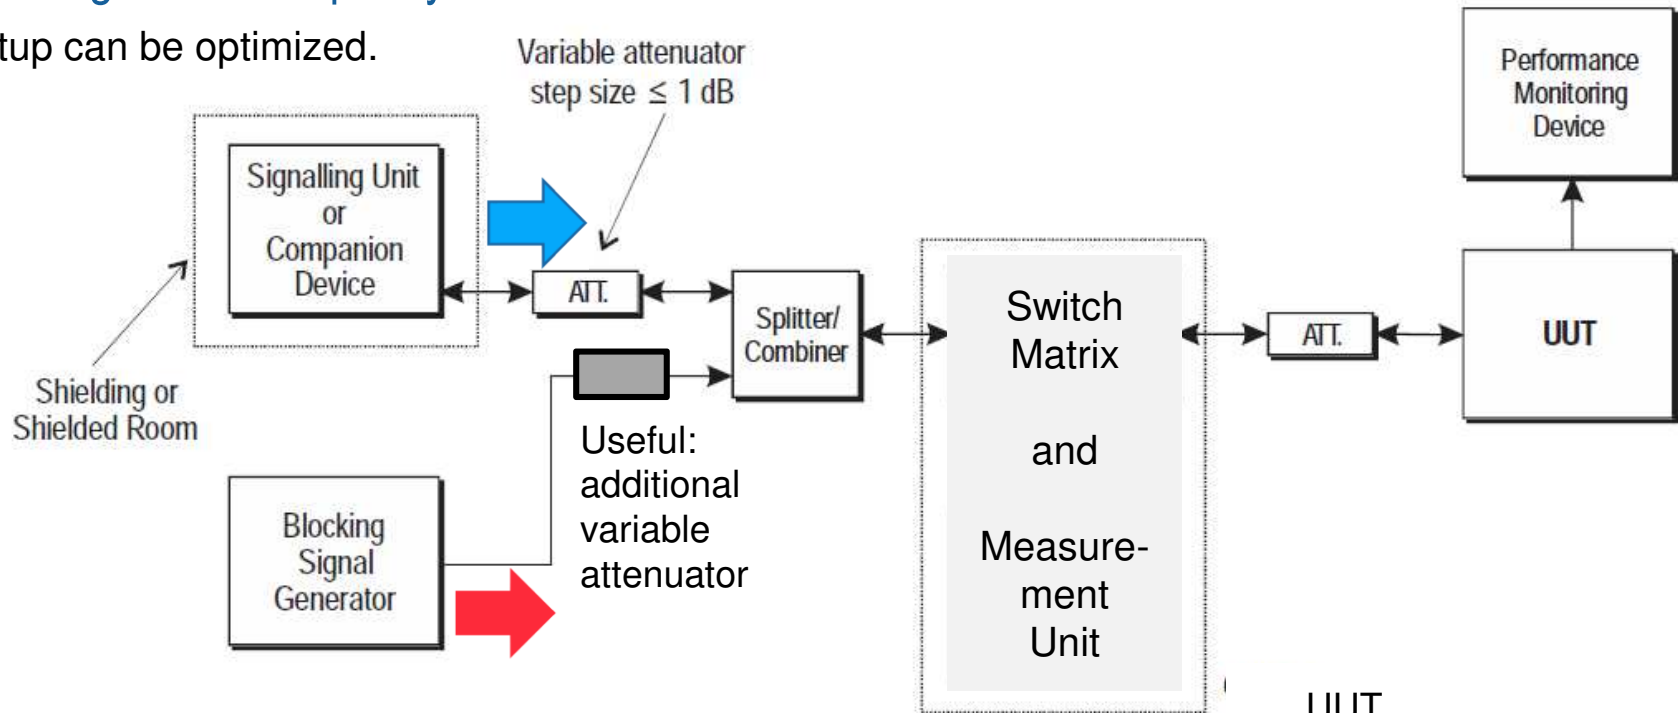 tup can be optimized.
Variable attenuator
step size ≤ 1 dB
Performance
Monitoring
Device
Signalling Unit
or
Companion
Device
ATT.
Splitter/
Combiner
Switch
Matrix
and
Measure-
ment
Unit
ATT.
UUT
Shielding or
Shielded Room
Useful:
additional
variable
attenuator
Blocking
Signal
Generator
UUT